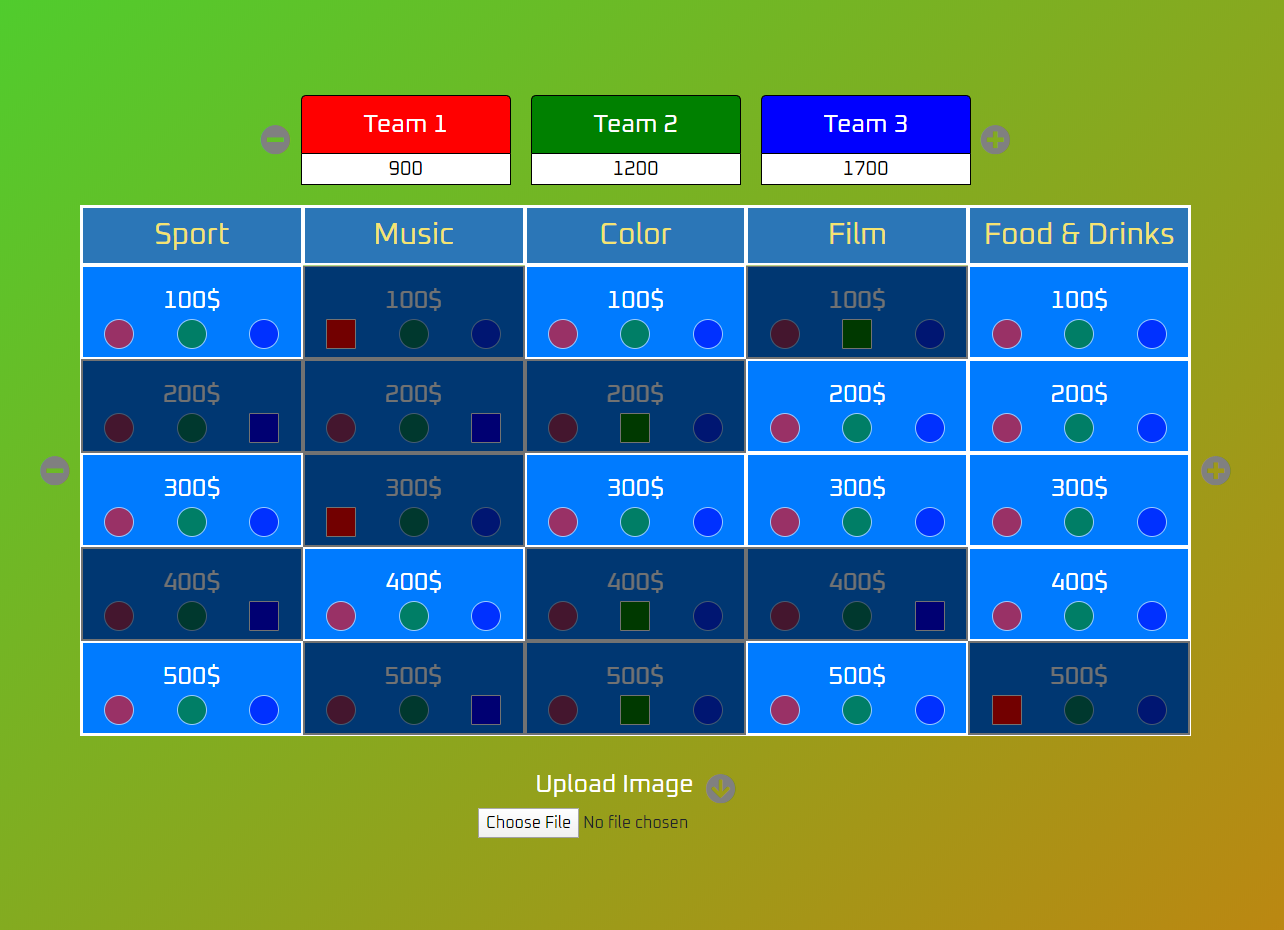 Team 1 Team 2 Team 3
900 1200 1700
Sport Music Color Film Food & Drinks
100$ 100$ 100$ 100$ 100$
200$ 200$ 200$ 200$ 200$
300$ 300$ 300$ 300$ 300$
400$ 400$ 400$ 400$ 400$
500$ 500$ 500$ 500$ 500$
Upload Image
Choose File No file chosen